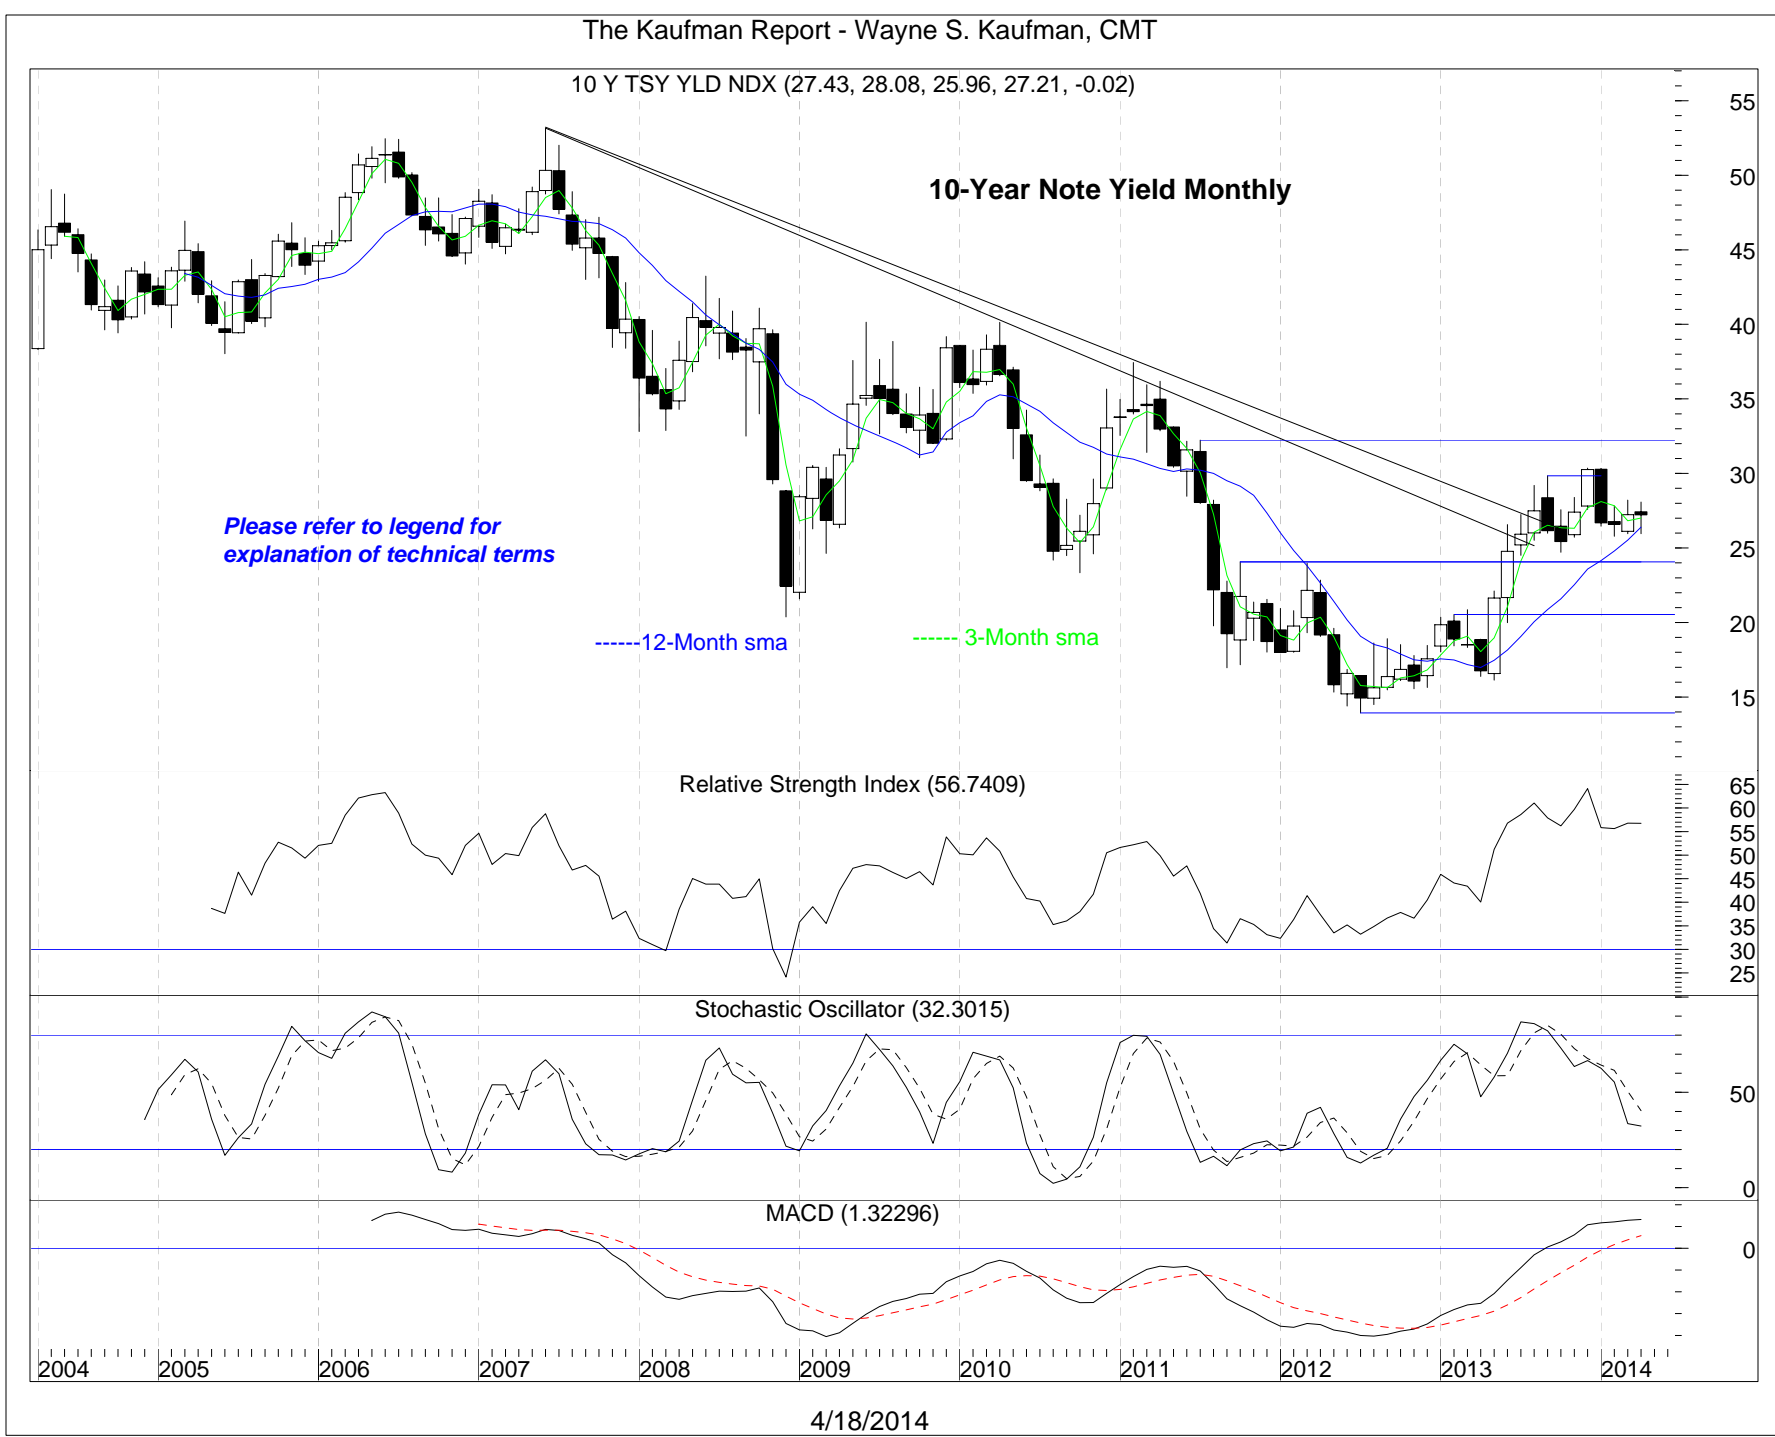 The Kaufman Report - Wayne S. Kaufman, CMT
10 Y TSY YLD NDX (27.43, 28.08, 25.96, 27.21, -0.02)
10-Year Note Yield Monthly
55
50
45
40
35
30
25
20
15
Please refer to legend for
explanation of technical terms
------12-Month sma
------ 3-Month sma
Relative Strength Index (56.7409)
65
60
55
50
45
40
35
30
25
Stochastic Oscillator (32.3015)
50
0
MACD (1.32296)
0
2004 2005 2006 2007 2008 2009 2010 2011 2012 2013 2014
4/18/2014